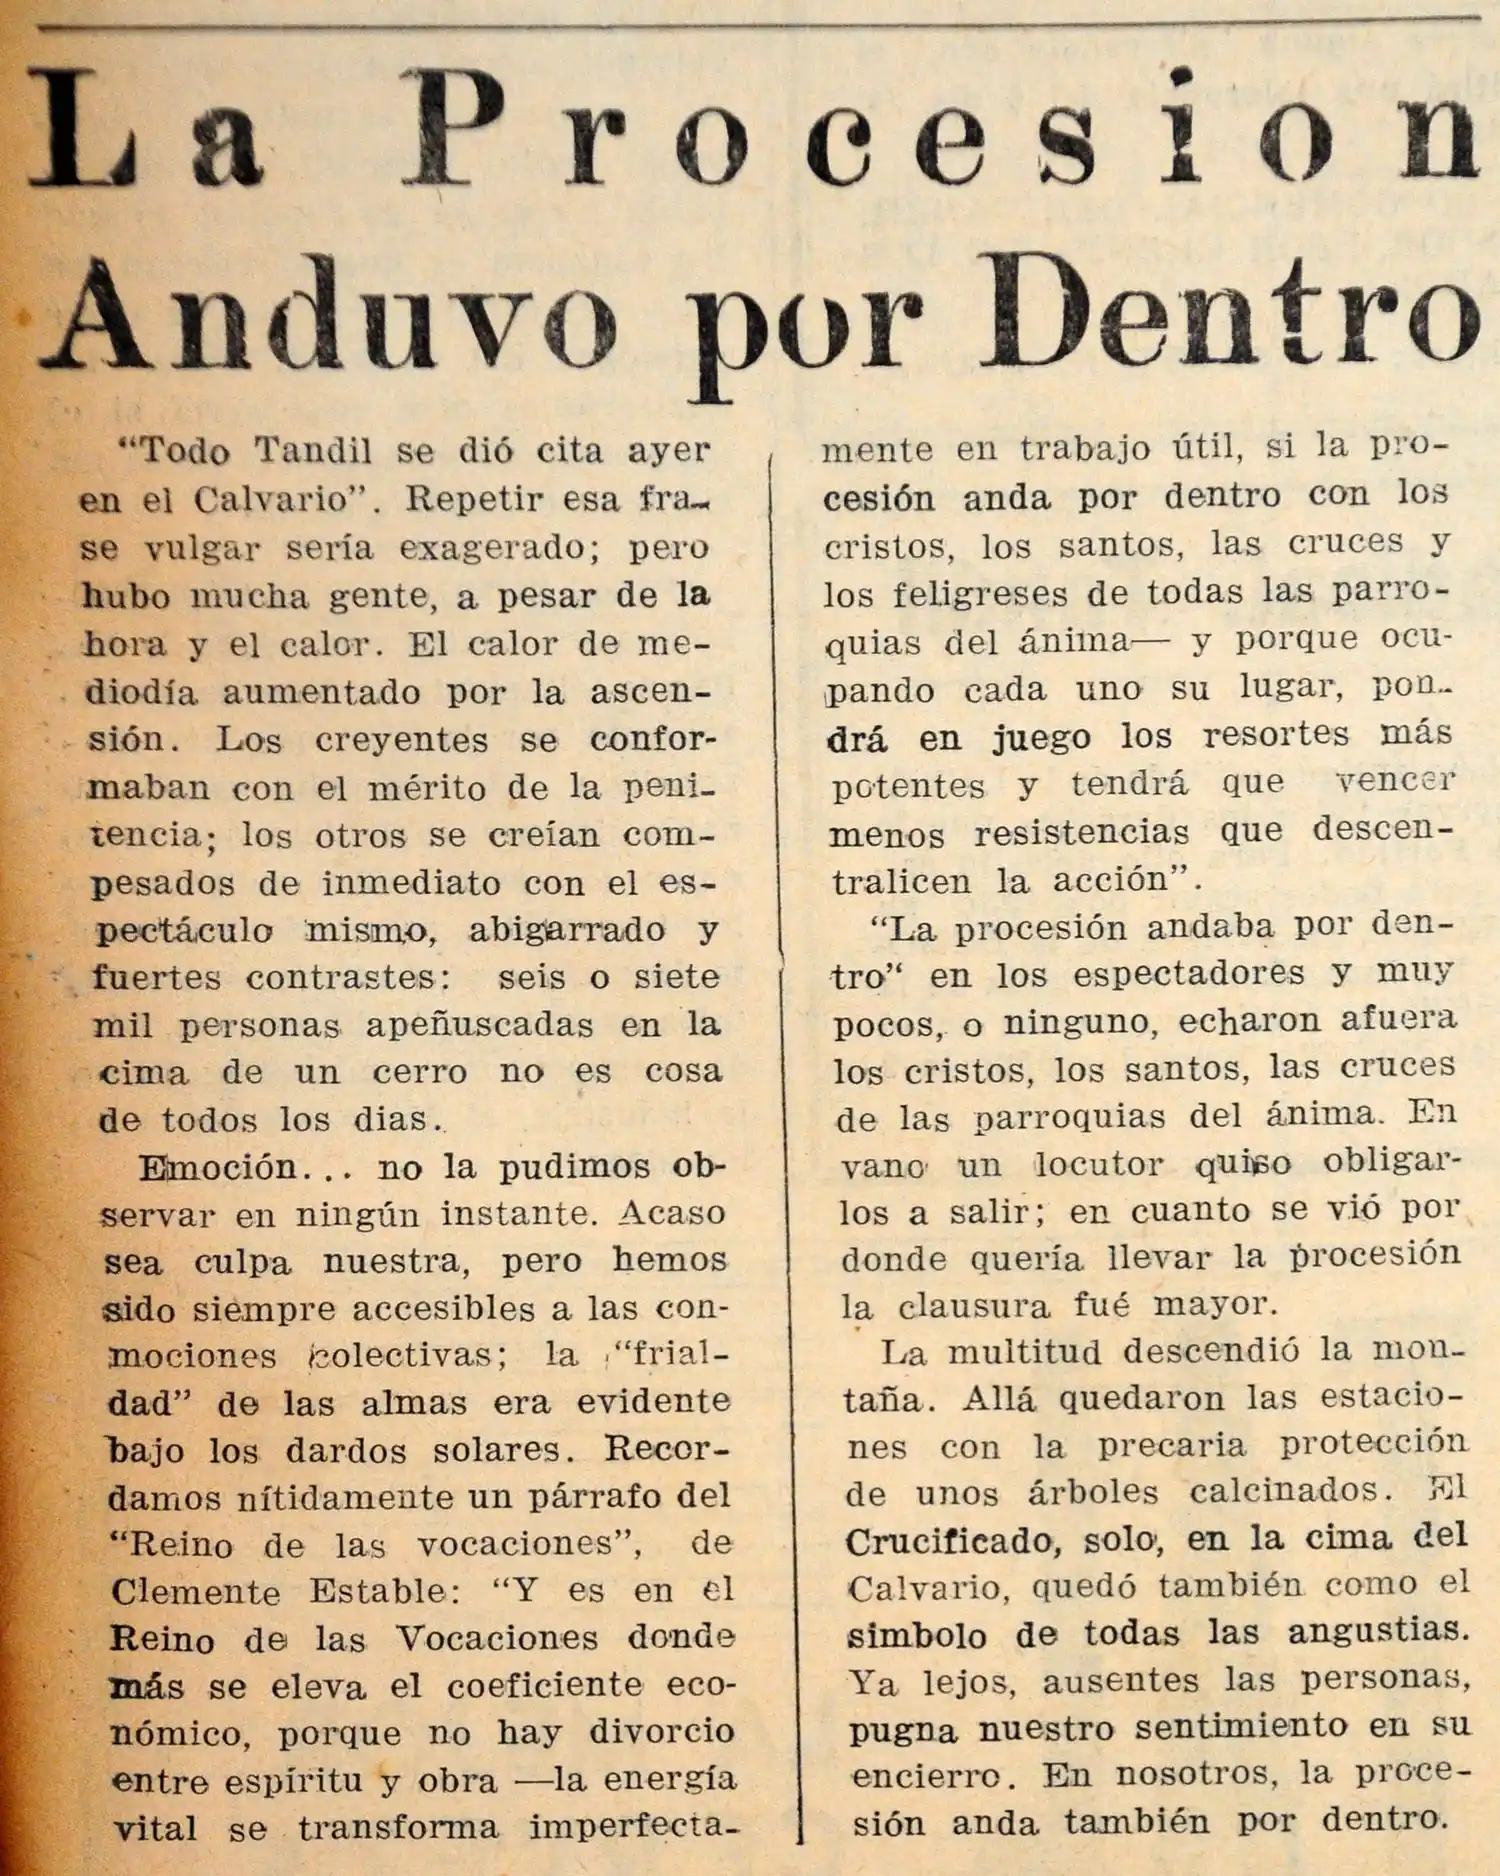 La Procesion
Anduvo por Dentro
“Todo Tandil se dió cita ayer
en el Calvario”. Repetir esa fra-
se vulgar sería exagerado; pero
hubo mucha gente, a pesar de la
hora y el calor. El calor de me-
diodía aumentado por la ascen-
sión. Los creyentes se confor-
maban con el mérito de la peni-
tencia; los otros se creían com-
pesados de inmediato con el es-
pectáculo mismo, abigarrado y
fuertes contrastes: seis o siete
mil personas apeñuscadas en la
cima de un cerro no es cosa
de todos los dias.
Emoción... no la pudimos ob-
servar en ningún instante. Acaso
sea culpa nuestra, pero hemos
sido siempre accesibles a las con-
mociones colectivas; la “frial-
dad” de las almas era evidente
bajo los dardos solares. Recor-
damos nítidamente un párrafo del
“Reino de las vocaciones”, de
Clemente Estable: “Y es en el
Reino de las Vocaciones donde
más se eleva el coeficiente eco-
nómico, porque no hay divorcio
entre espíritu y obra —la energía
vital se transforma imperfecta-
mente en trabajo útil, si la pro-
cesión anda por dentro con los
cristos, los santos, las cruces y
los feligreses de todas las parro-
quias del ánima— y porque ocu-
pando cada uno su lugar, pon-
drá en juego los resortes más
potentes y tendrá que vencer
menos resistencias que descen-
tralicen la acción”.
“La procesión andaba por den-
tro“ en los espectadores y muy
pocos, o ninguno, echaron afuera
los cristos, los santos, las cruces
de las parroquias del ánima. En
vano un locutor quiso obligar-
los a salir; en cuanto se vió por
donde quería llevar la procesión
la clausura fué mayor.
La multitud descendió la mon-
taña. Allá quedaron las estacio-
nes con la precaria protección
de unos árboles calcinados. El
Crucificado, solo, en la cima del
Calvario, quedó también como el
símbolo de todas las angustias.
Ya lejos, ausentes las personas,
pugna nuestro sentimiento en su
encierro. En nosotros, la proce-
sión anda también por dentro.